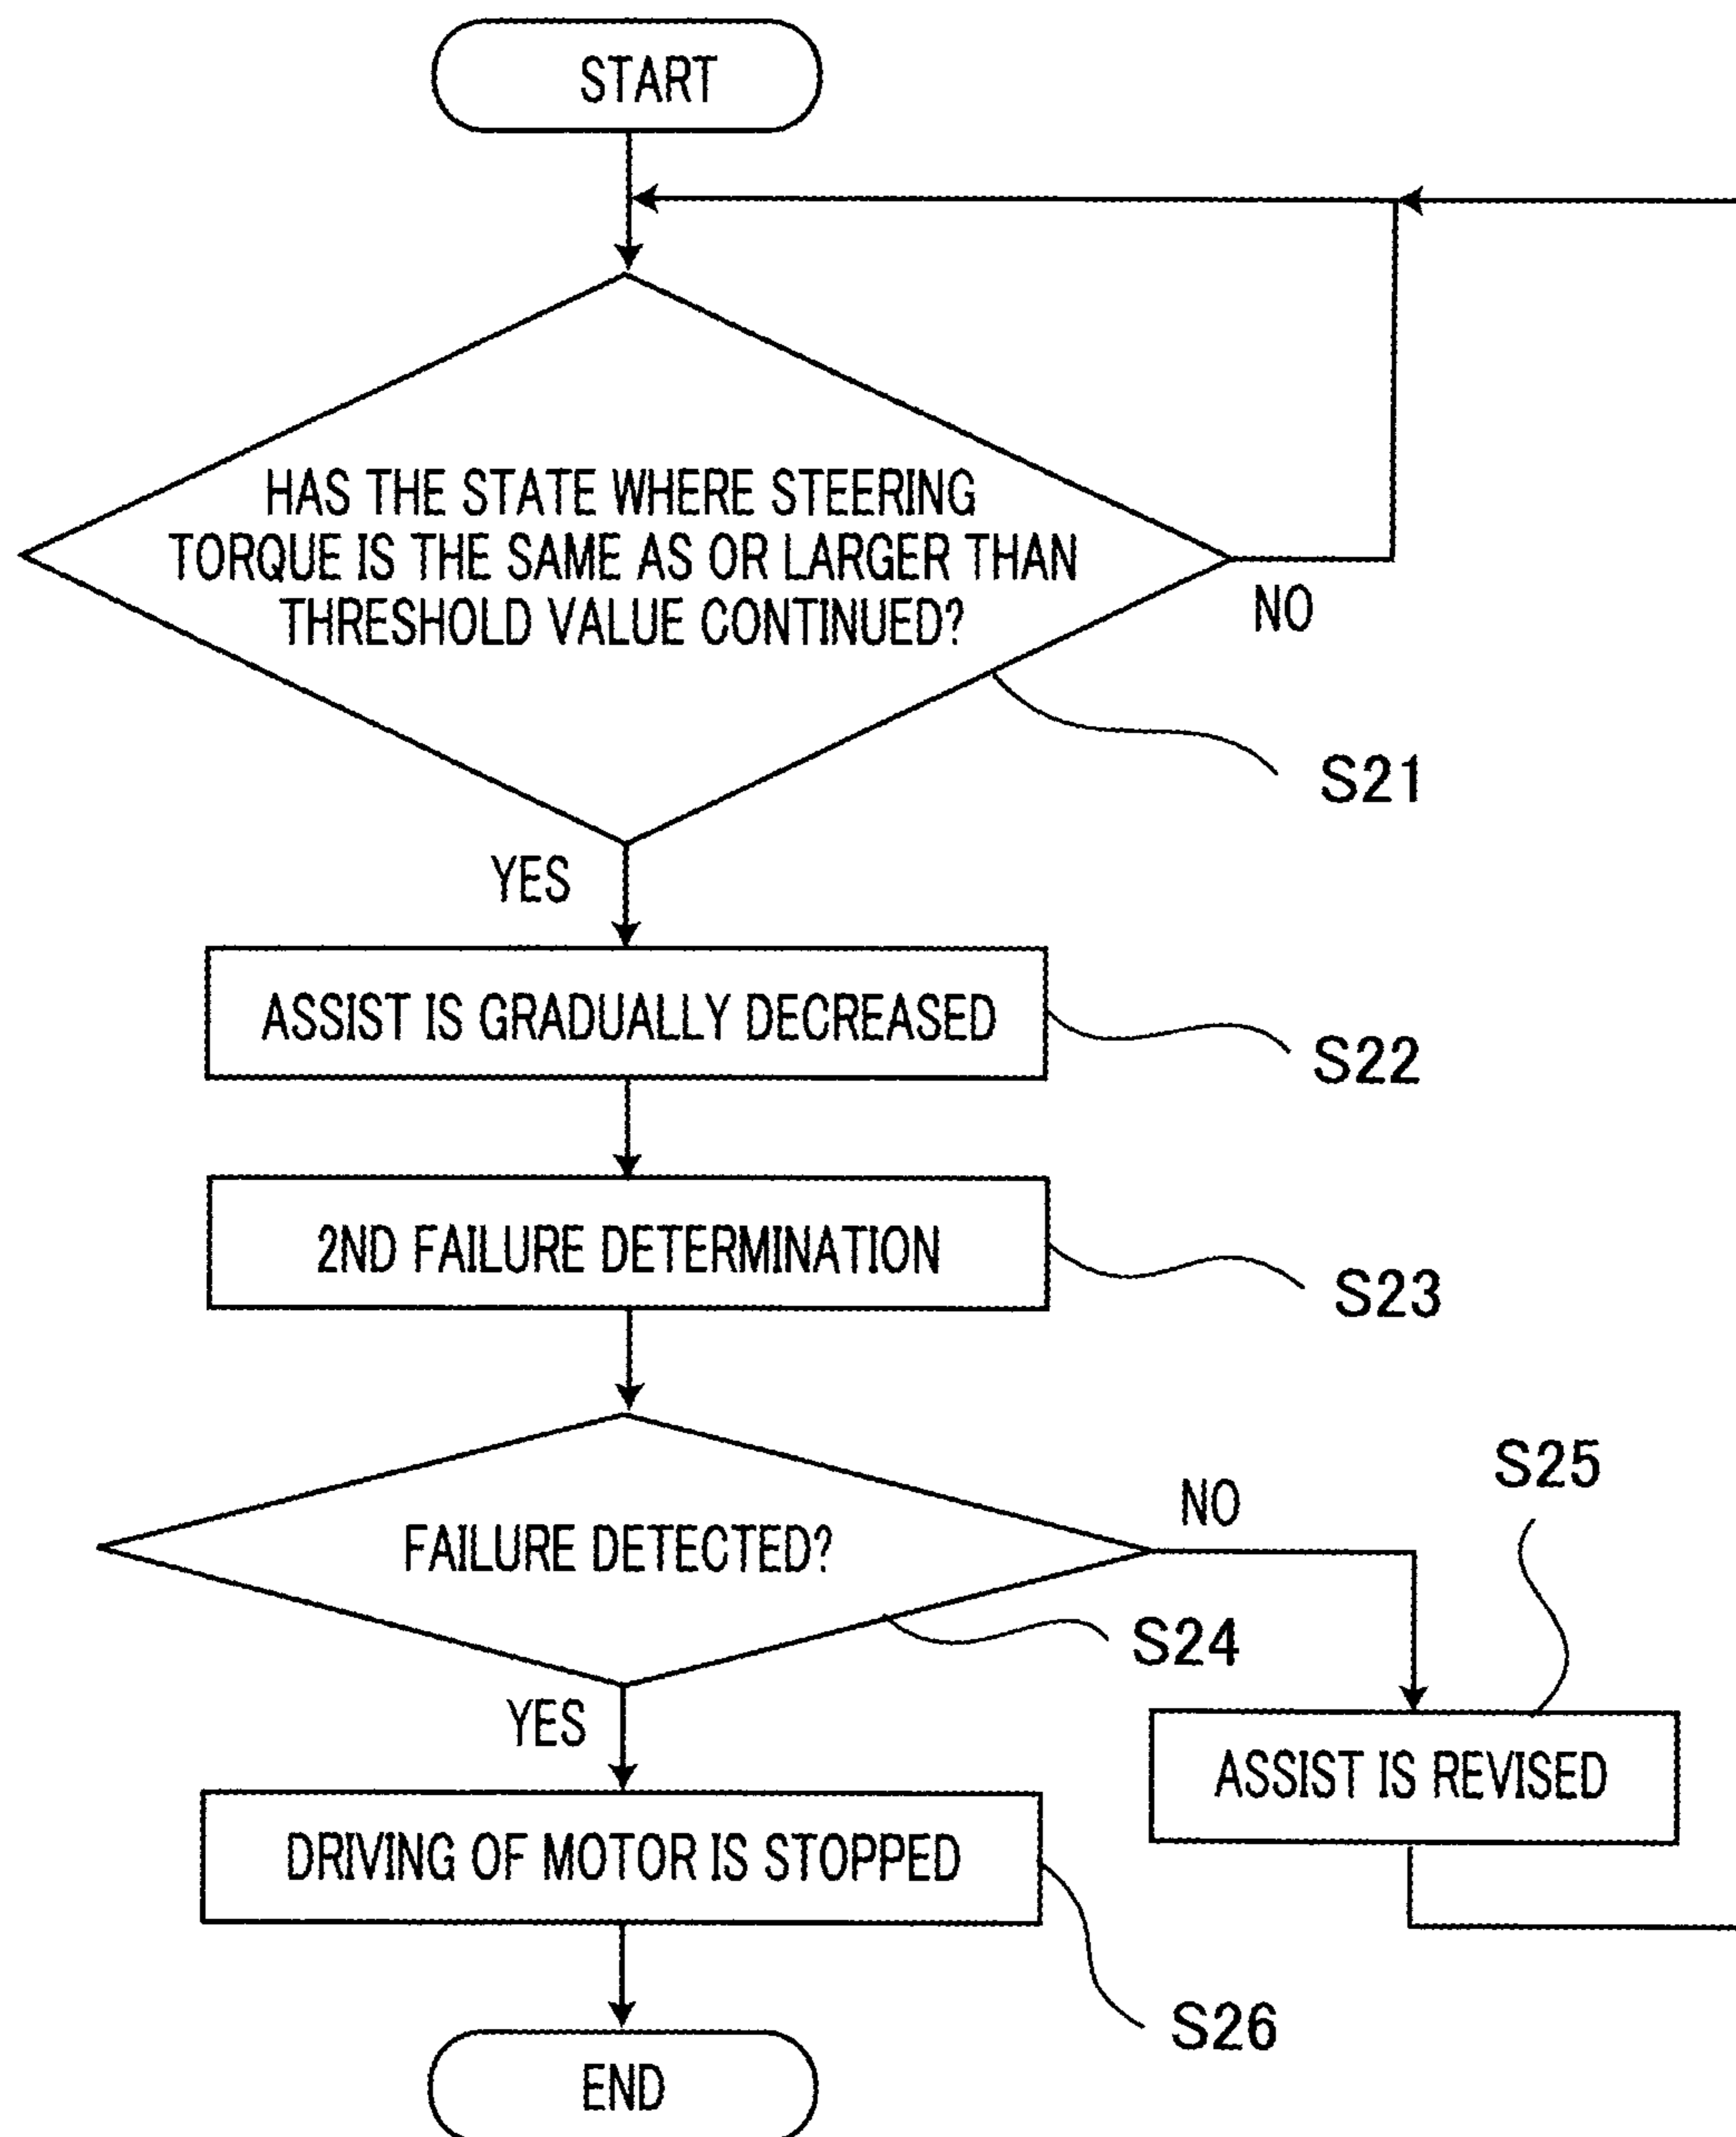 START
HAS THE STATE WHERE STEERING
TORQUE IS THE SAME AS OR LARGER THAN
THRESHOLD VALUE CONTINUED?
NO
S21
YES
ASSIST IS GRADUALLY DECREASED
S22
2ND FAILURE DETERMINATION
S23
FAILURE DETECTED?
NO
S25
S24
YES
ASSIST IS REVISED
DRIVING OF MOTOR IS STOPPED
S26
END